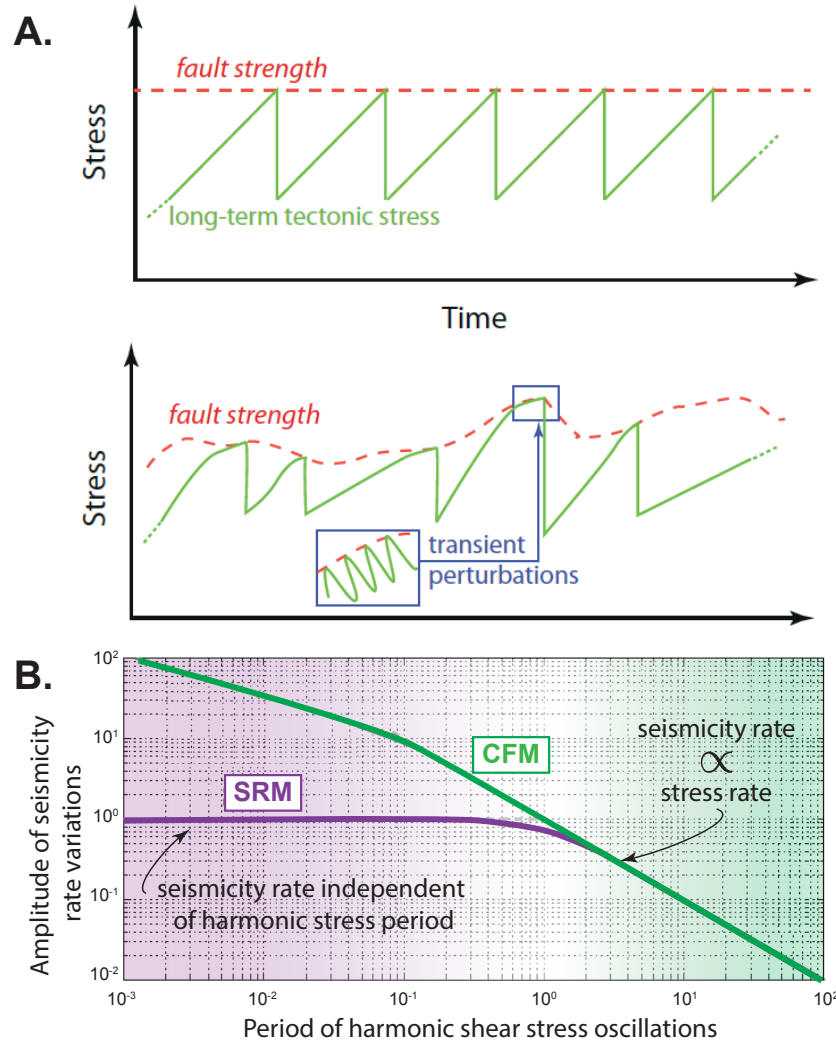 A.
fault strength
Stress
long-term tectonic stress
Time
fault strength
Stress
transient
perturbations
B.
10²
10¹
10⁰
10⁻¹
10⁻²
Amplitude of seismicity
rate variations
SRM
CFM
seismicity rate
∝
stress rate
seismicity rate independent
of harmonic stress period
10⁻³
10⁻²
10⁻¹
10⁰
10¹
10²
Period of harmonic shear stress oscillations